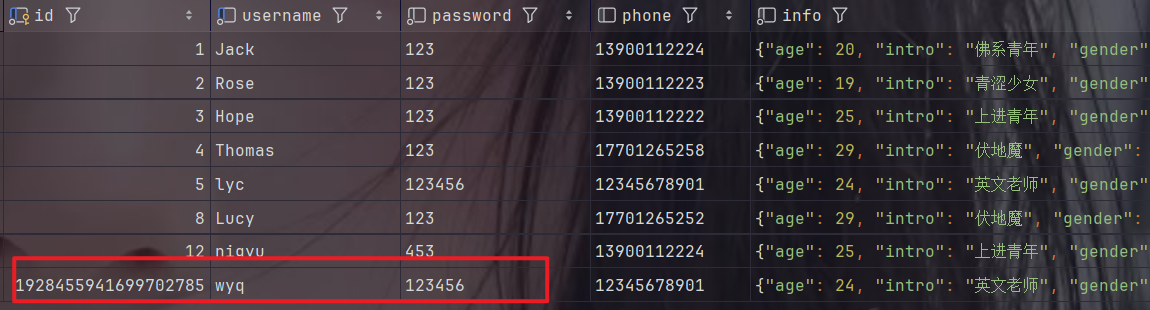 id username password phone info
1 Jack 123 13900112224 {"age": 20, "intro": "佛系青年", "gender"
2 Rose 123 13900112223 {"age": 19, "intro": "青涩少女", "gender"
3 Hope 123 13900112222 {"age": 25, "intro": "上进青年", "gender"
4 Thomas 123 17701265258 {"age": 29, "intro": "伏地魔", "gender":
5 lyc 123456 12345678901 {"age": 24, "intro": "英文老师", "gender"
8 Lucy 123 17701265252 {"age": 29, "intro": "伏地魔", "gender":
12 453 13900112224 {"age": 25, "intro": "上进青年", "gender"
1928455941699702785 wyq 123456 12345678901 {"age": 24, "intro": "英文老师", "gender"